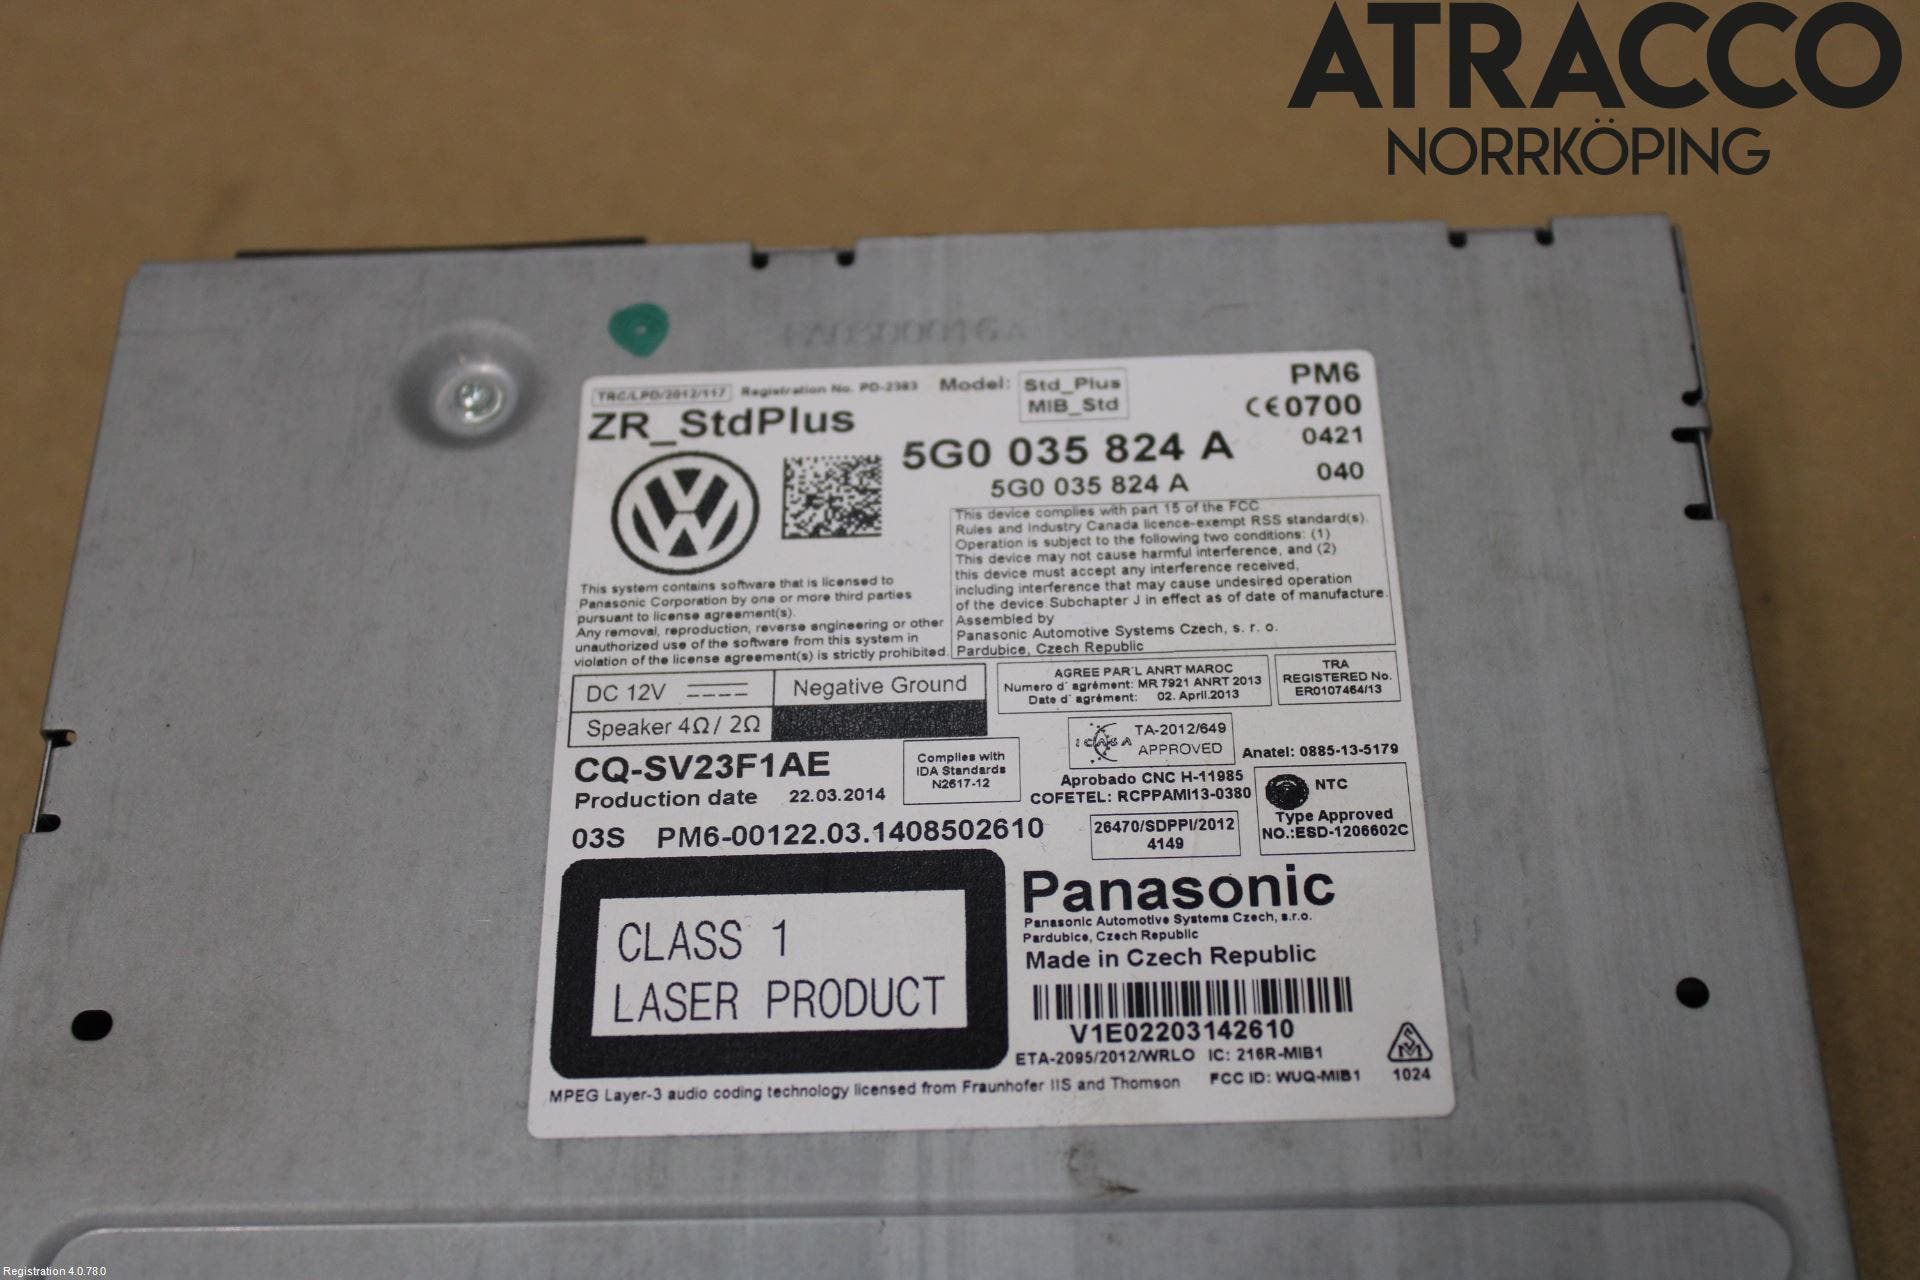 ATRACCO
NORRKÖPING
TRC/LPD/2012/117 Registration No. PD-2383 Model: Std_Plus
MIB_Std
PM6
CE0700
0421
040
ZR_StdPlus
5G0 035 824 A
5G0 035 824 A
This device complies with part 15 of the FCC
Rules and Industry Canada licence-exempt RSS standard(s).
Operation is subject to the following two conditions: (1)
This device may not cause harmful interference, and (2)
this device must accept any interference received,
including interference that may cause undesired operation
of the device. Subchapter J in effect as of date of manufacture.
Assembled by
Panasonic Automotive Systems Czech, s. r. o.
Pardubice, Czech Republic
This system contains software that is licensed to
Panasonic Corporation by one or more third parties
pursuant to license agreement(s).
Any removal, reproduction, reverse engineering or other
unauthorized use of the software from this system in
violation of the license agreement(s) is strictly prohibited.
DC 12V
Negative Ground
Speaker 4Ω / 2Ω
AGREE PAR'L ANRT MAROC
Numero d´ agrément: MR 7921 ANRT 2013
Date d´ agrément: 02. April.2013
TRA
REGISTERED No.
ER0107464/13
ICASA TA-2012/649
APPROVED
Anatel: 0885-13-5179
CQ-SV23F1AE
Production date 22.03.2014
Complies with
IDA Standards
N2617-12
Aprobado CNC H-11985
COFETEL: RCPPAMI13-0380
NTC
Type Approved
NO.:ESD-1206602C
03S PM6-00122.03.1408502610
26470/SDPPI/2012
4149
CLASS 1
LASER PRODUCT
Panasonic
Panasonic Automotive Systems Czech, s.r.o.
Pardubice, Czech Republic
Made in Czech Republic
V1E02203142610
ETA-2095/2012/WRLO IC: 216R-MIB1
FCC ID: WUQ-MIB1
1024
MPEG Layer-3 audio coding technology licensed from Fraunhofer IIS and Thomson
Registration 4.0.78.0